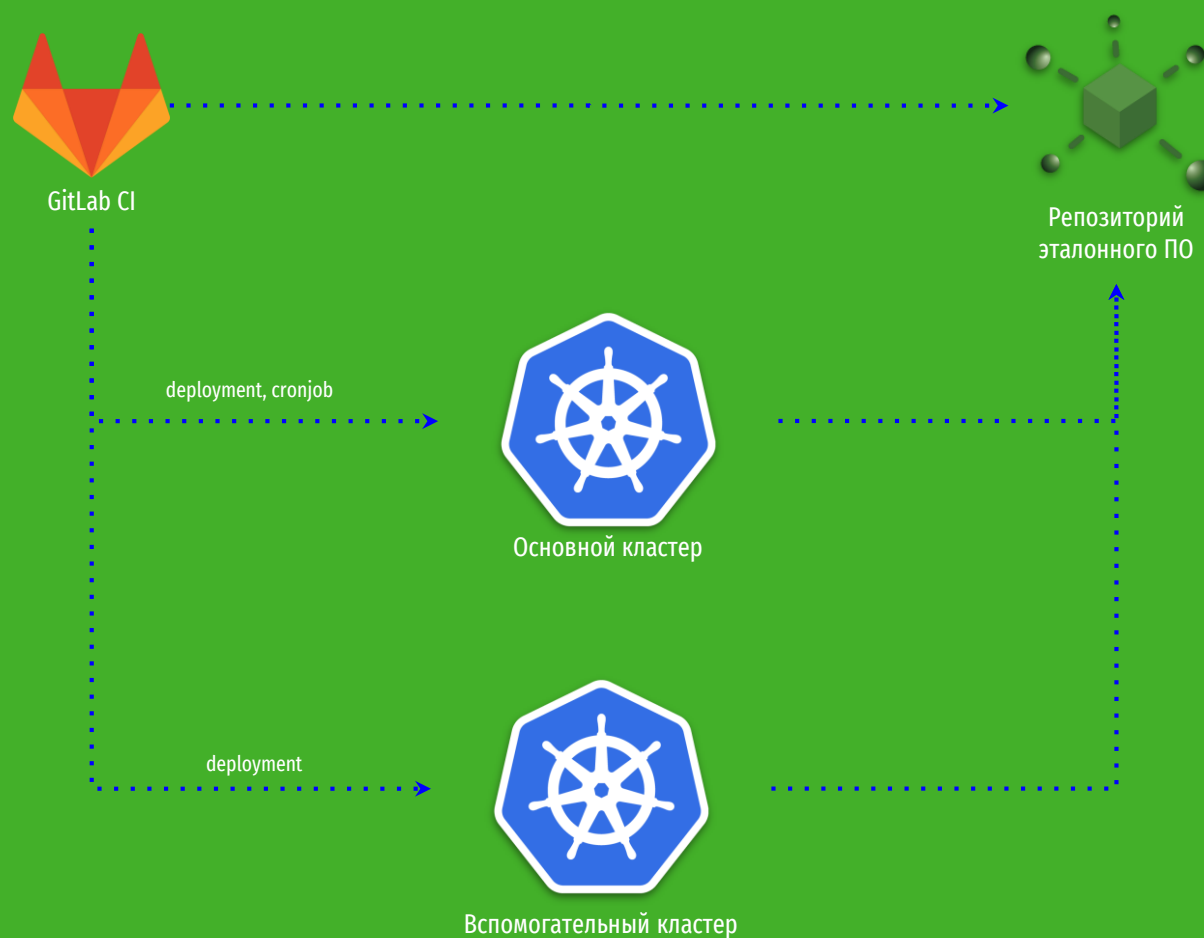 GitLab CI
Репозиторий
эталонного ПО
deployment, cronjob
Основной кластер
deployment
Вспомогательный кластер